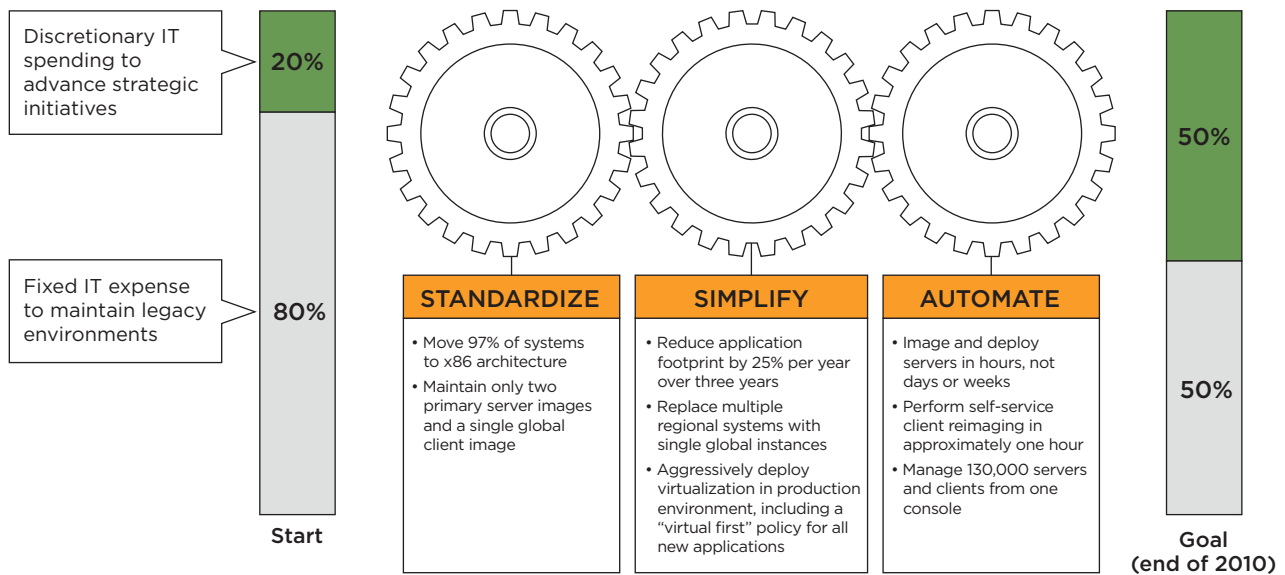 Discretionary IT
spending to
advance strategic
initiatives
20%
Fixed IT expense
to maintain legacy
environments
80%
Start
STANDARDIZE
• Move 97% of systems
to x86 architecture
• Maintain only two
primary server images
and a single global
client image
SIMPLIFY
• Reduce application
footprint by 25% per year
over three years
• Replace multiple
regional systems with
single global instances
• Aggressively deploy
virtualization in production
environment, including a
“virtual first” policy for all
new applications
AUTOMATE
• Image and deploy
servers in hours, not
days or weeks
• Perform self-service
client reimaging in
approximately one hour
• Manage 130,000 servers
and clients from one
console
50%
50%
Goal
(end of 2010)